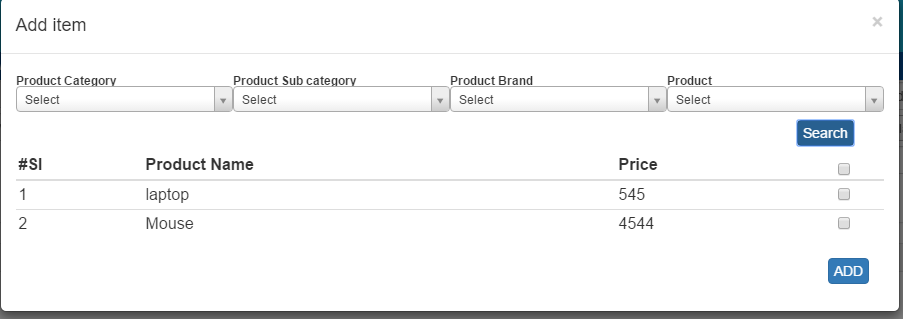 Add item ×
Product Category Product Sub category Product Brand Product
Select Select Select Select
Search
#SI Product Name Price
1 laptop 545
2 Mouse 4544
ADD